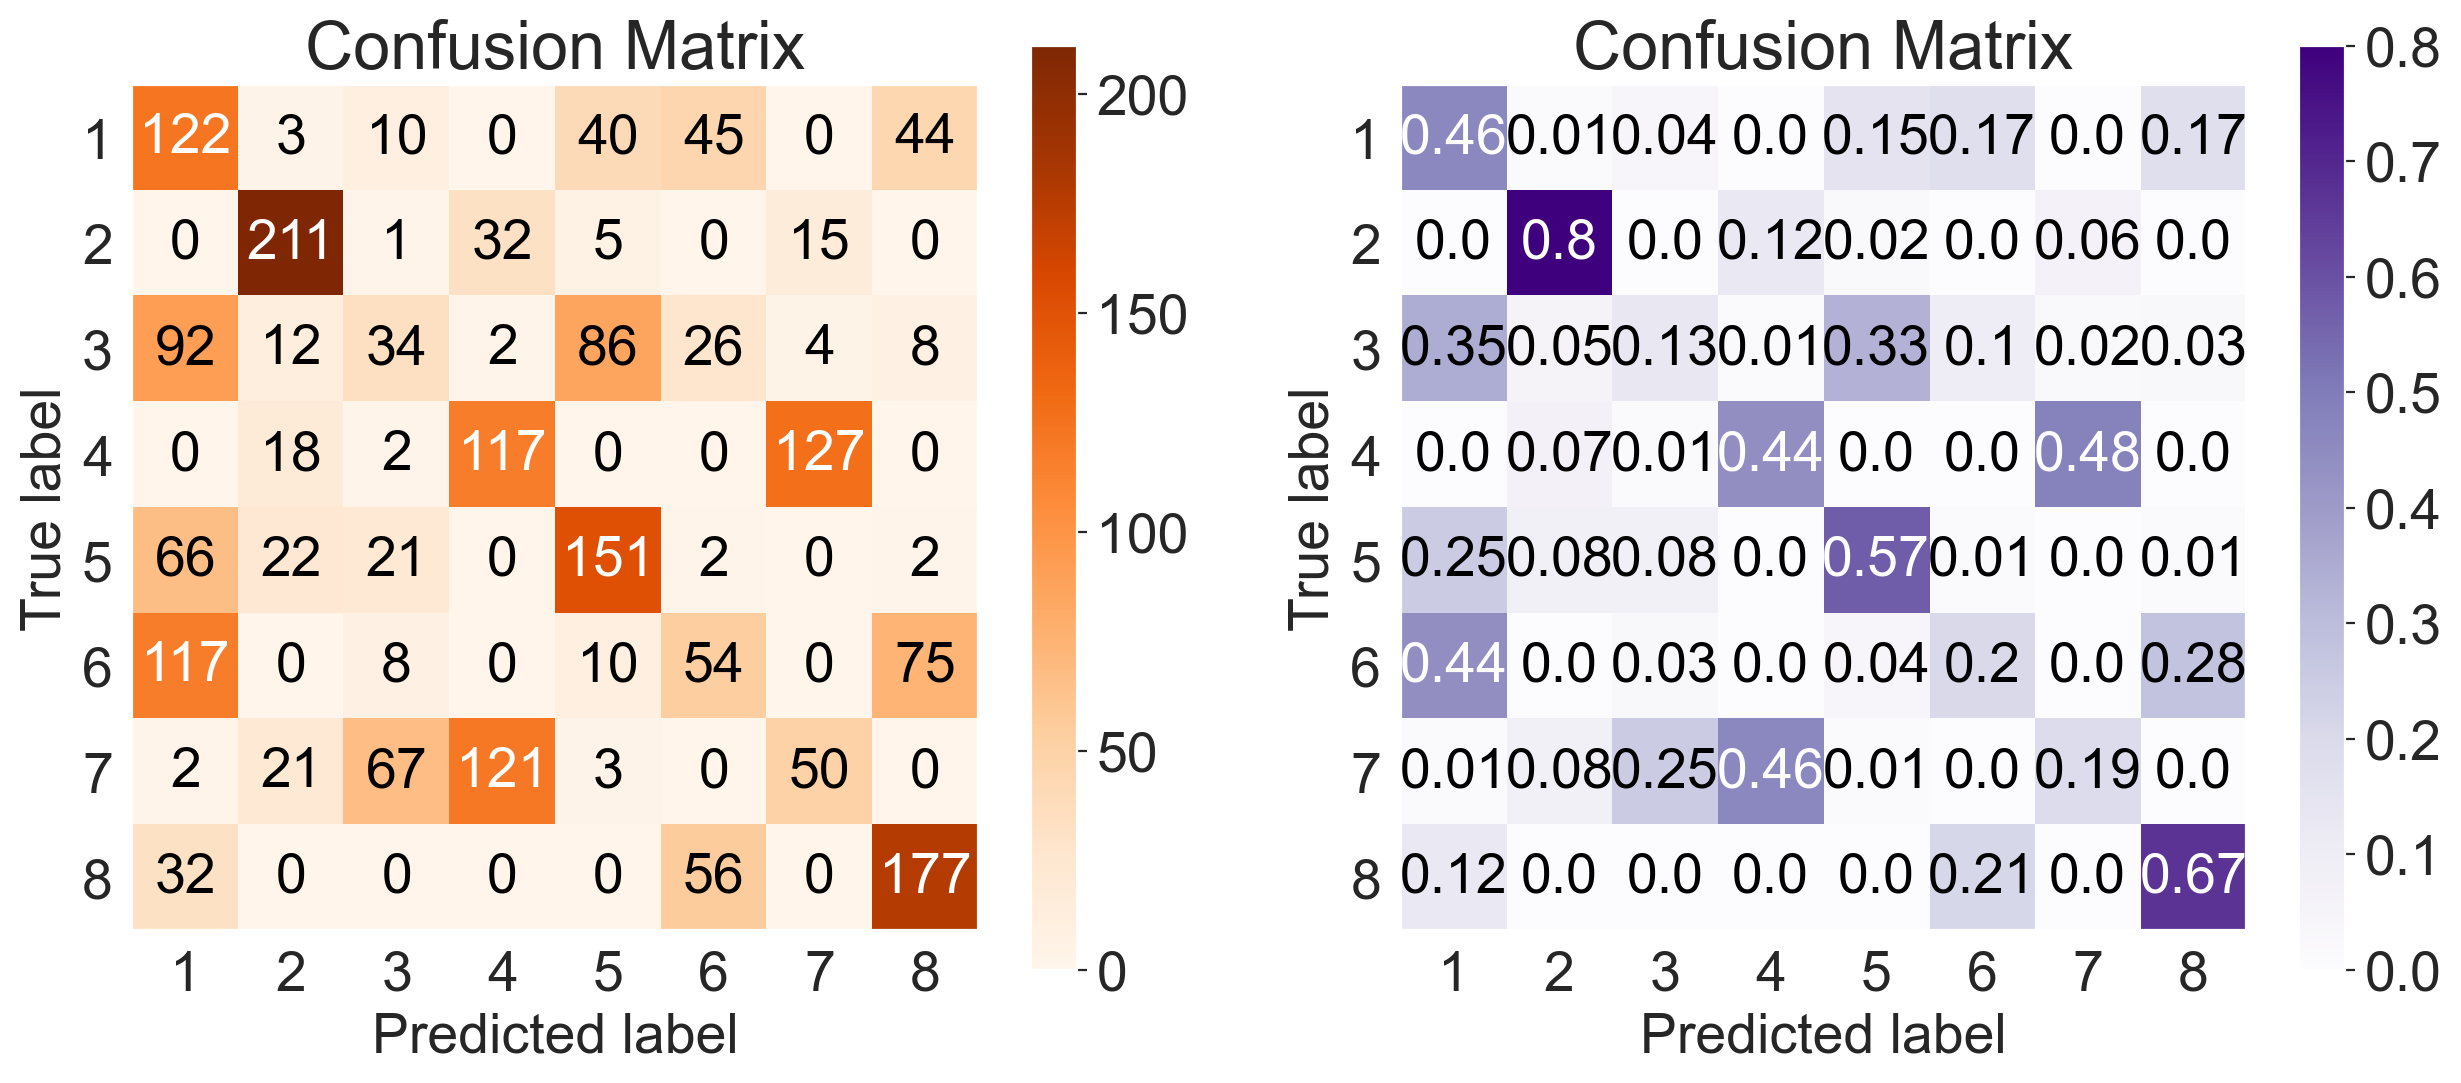 Confusion Matrix
1 122 3 10 0 40 45 0 44
2 0 211 1 32 5 0 15 0
3 92 12 34 2 86 26 4 8
4 0 18 2 117 0 0 127 0
5 66 22 21 0 151 2 0 2
6 117 0 8 0 10 54 0 75
7 2 21 67 121 3 0 50 0
8 32 0 0 0 0 56 0 177
1 2 3 4 5 6 7 8
Predicted label
True label
200
150
100
50
0
Confusion Matrix
1 0.46 0.01 0.04 0.0 0.15 0.17 0.0 0.17
2 0.0 0.8 0.0 0.12 0.02 0.0 0.06 0.0
3 0.35 0.05 0.13 0.01 0.33 0.1 0.02 0.03
4 0.0 0.07 0.01 0.44 0.0 0.0 0.48 0.0
5 0.25 0.08 0.08 0.0 0.57 0.01 0.0 0.01
6 0.44 0.0 0.03 0.0 0.04 0.2 0.0 0.28
7 0.01 0.08 0.25 0.46 0.01 0.0 0.19 0.0
8 0.12 0.0 0.0 0.0 0.0 0.21 0.0 0.67
1 2 3 4 5 6 7 8
Predicted label
True label
0.8
0.7
0.6
0.5
0.4
0.3
0.2
0.1
0.0